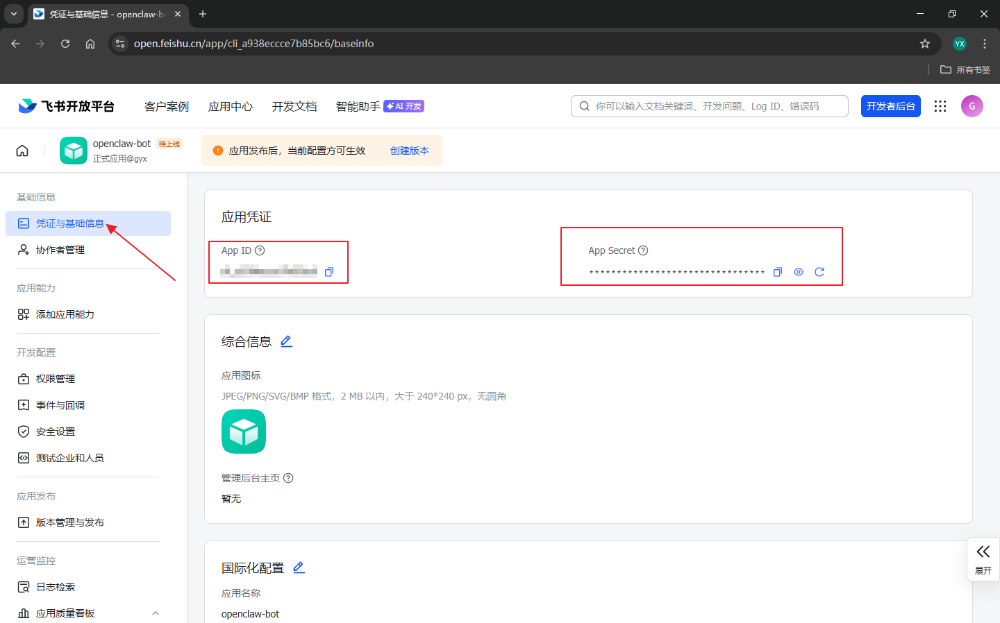 凭证与基础信息 - openclaw-b
open.feishu.cn/app/cli_a938eccce7b85bc6/baseinfo
YX
所有书签
飞书开放平台
客户案例
应用中心
开发文档
智能助手
AI 开发
你可以输入文档关键词、开发问题、Log ID、错误码
开发者后台
G
openclaw-bot
待上线
正式应用@gyx
应用发布后，当前配置方可生效
创建版本
基础信息
凭证与基础信息
协作者管理
应用能力
添加应用能力
开发配置
权限管理
事件与回调
安全设置
测试企业和人员
应用发布
版本管理与发布
运营监控
日志检索
应用质量看板
应用凭证
App ID
App Secret
********************************
综合信息
应用图标
JPEG/PNG/SVG/BMP 格式，2 MB 以内，大于 240*240 px，无圆角
管理后台主页
暂无
国际化配置
应用名称
openclaw-bot
展开